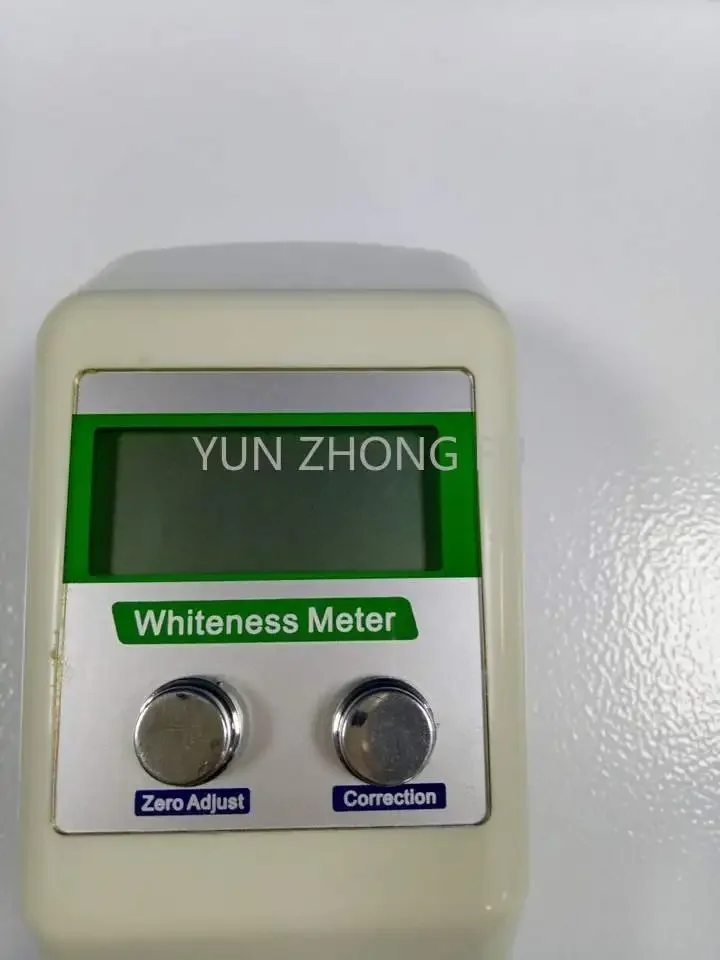 YUN ZHONG
Whiteness Meter
Zero Adjust
Correction